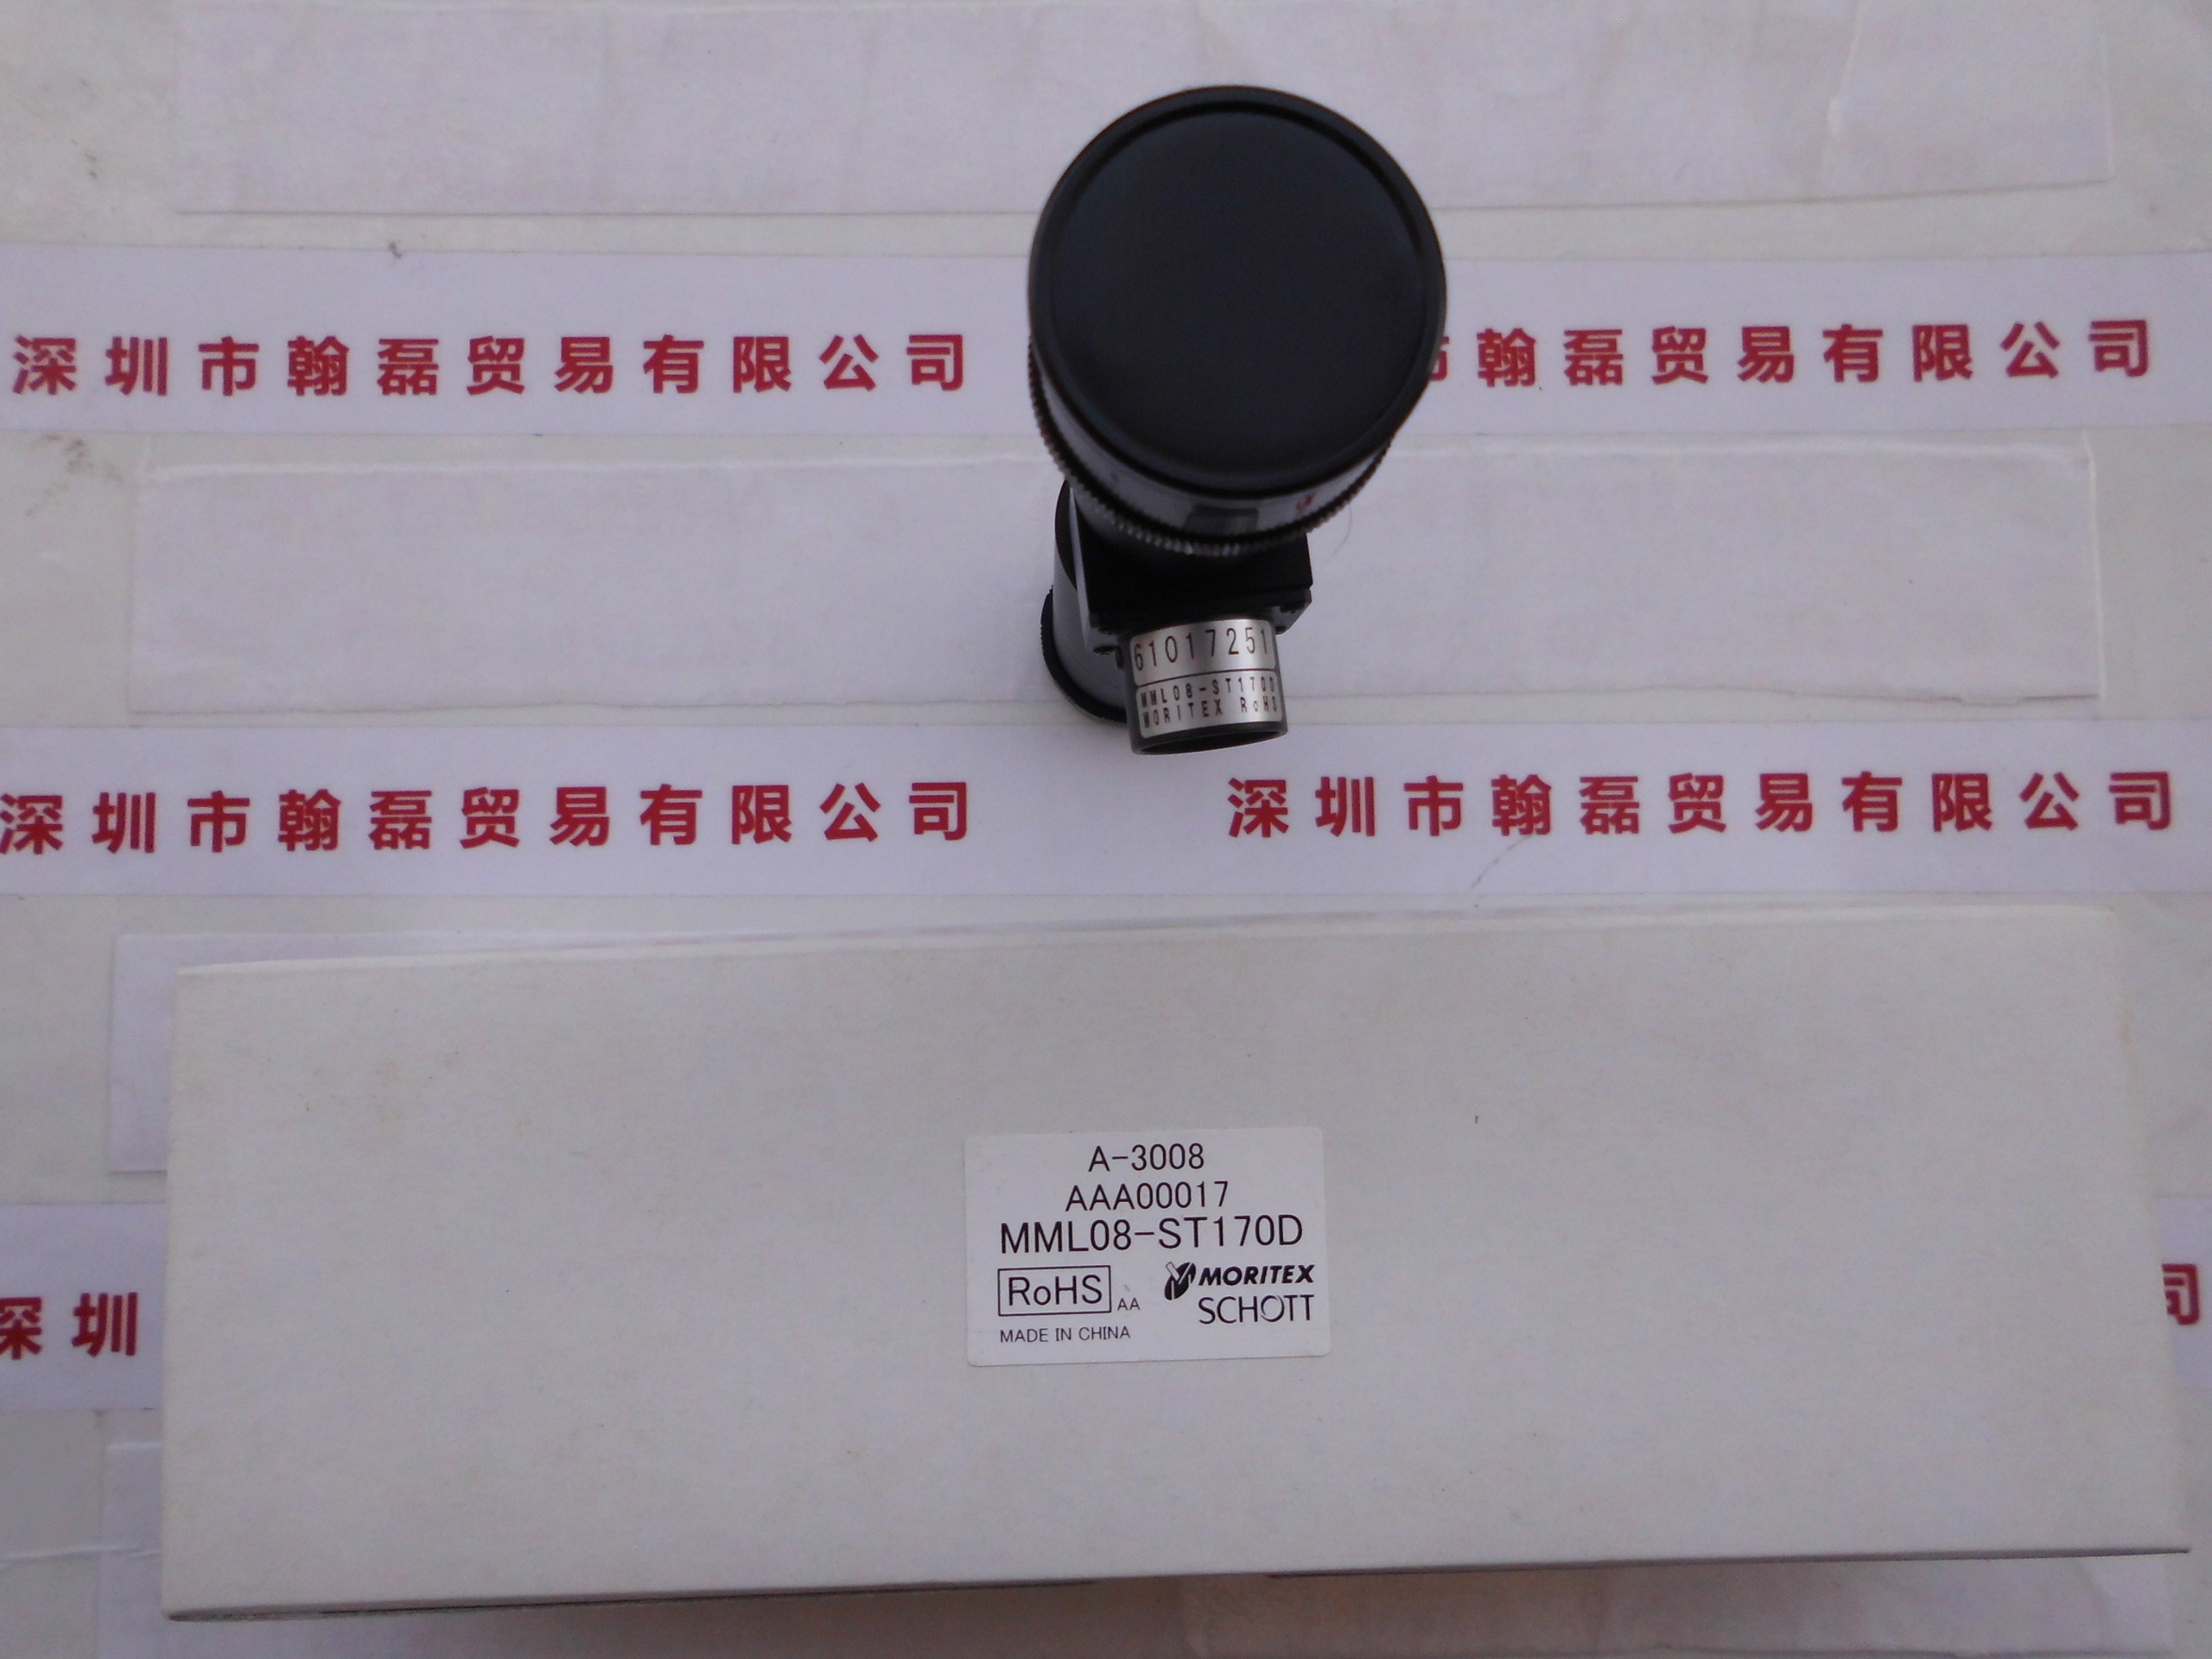 深圳市翰磊贸易有限公司 翰磊贸易有限公司
61017251
MML08-ST170D
MORITEX RoHS
深圳市翰磊贸易有限公司 深圳市翰磊贸易有限公司
A-3008
AAA00017
MML08-ST170D
RoHS AA MORITEX
SCHOTT
MADE IN CHINA
深圳 司